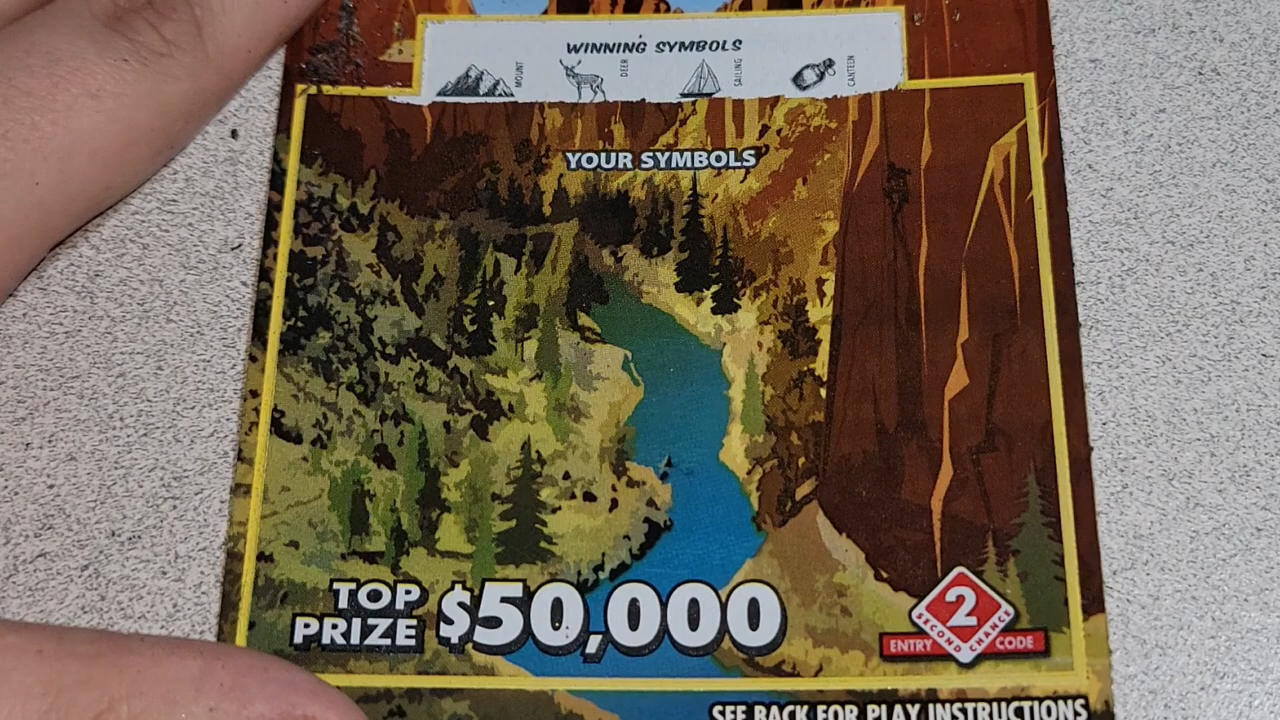 WINNING SYMBOLS
MOUNT
DEER
SAILING
CANTEEN
YOUR SYMBOLS
TOP PRIZE $50,000
2
SECOND CHANCE
ENTRY CODE
SEE BACK FOR PLAY INSTRUCTIONS